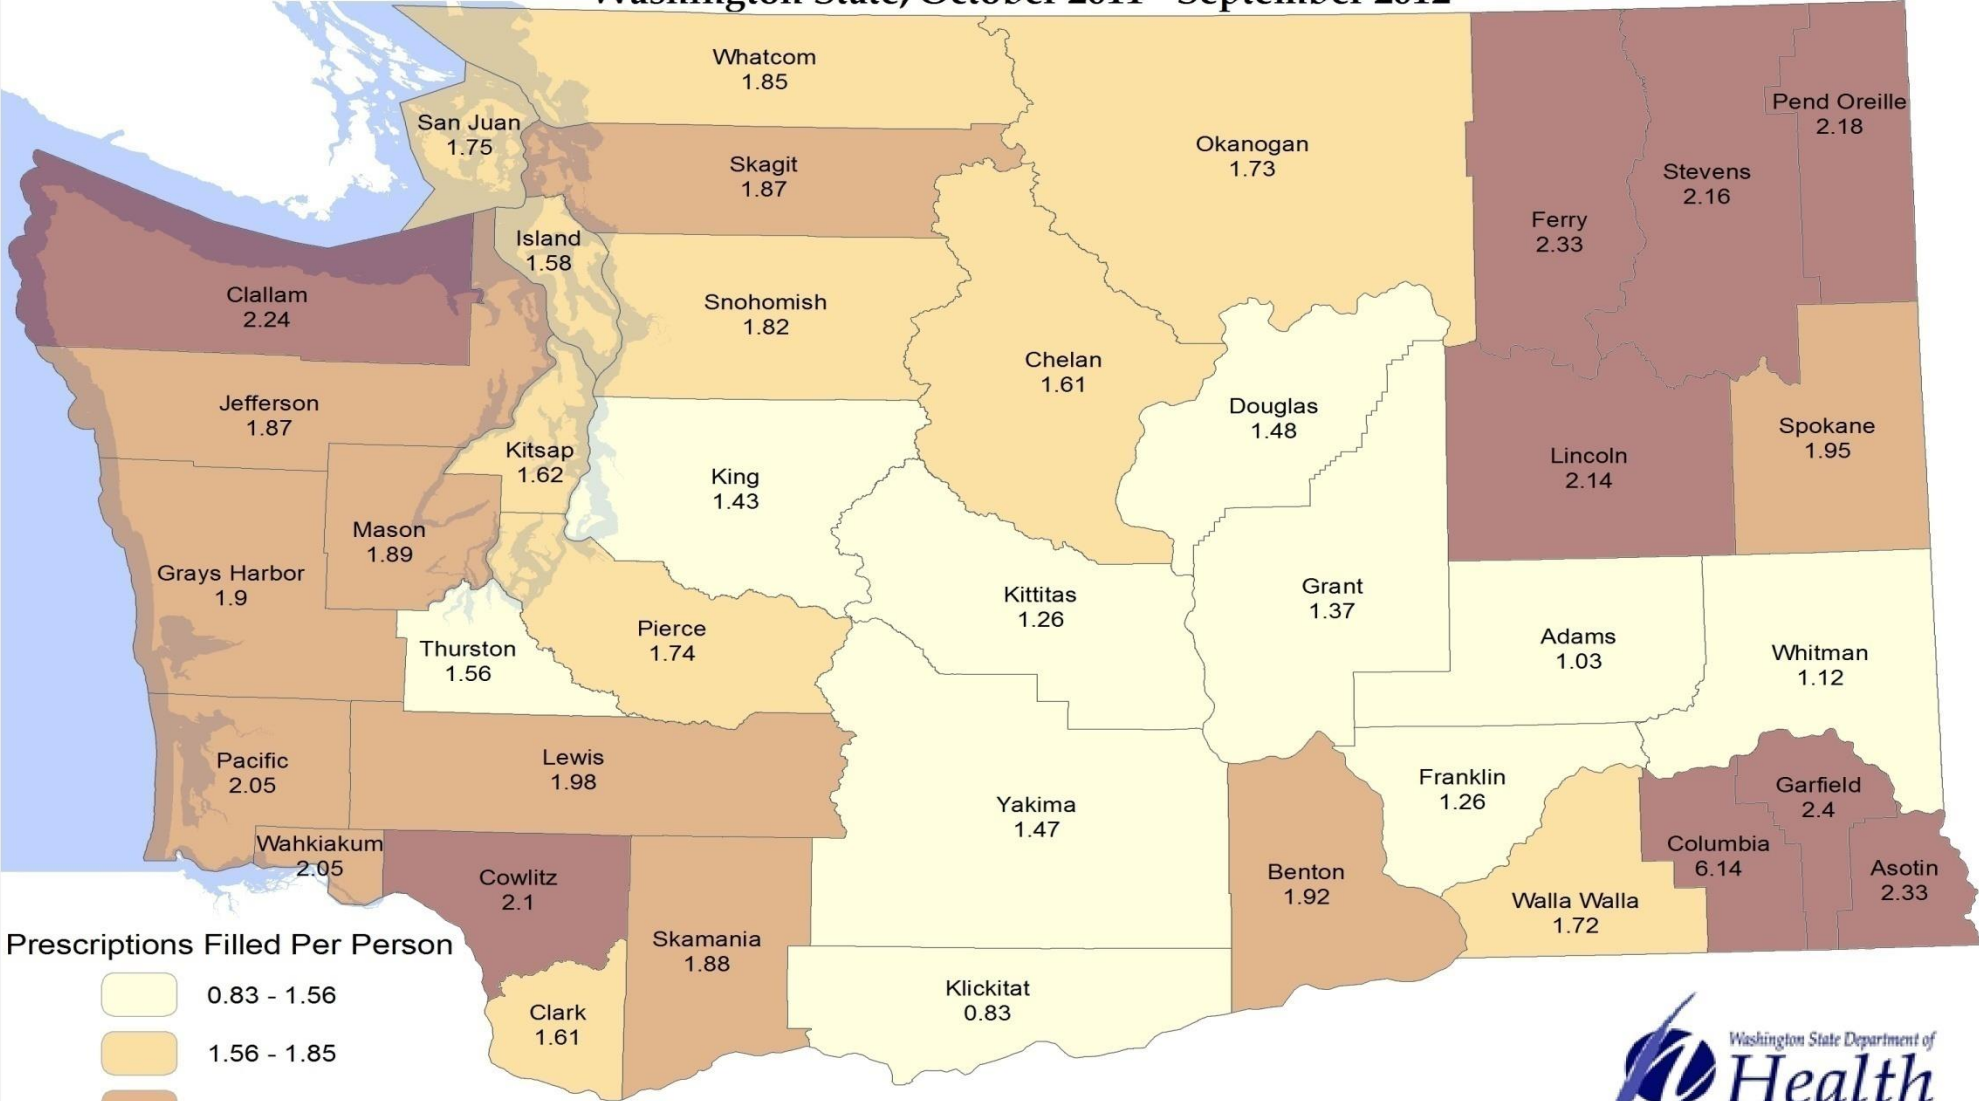 Washington State, October 2011 - September 2012
Whatcom
1.85
San Juan
1.75
Skagit
1.87
Okanogan
1.73
Ferry
2.33
Stevens
2.16
Pend Oreille
2.18
Island
1.58
Clallam
2.24
Snohomish
1.82
Chelan
1.61
Jefferson
1.87
Kitsap
1.62
King
1.43
Douglas
1.48
Lincoln
2.14
Spokane
1.95
Mason
1.89
Grays Harbor
1.9
Kittitas
1.26
Grant
1.37
Thurston
1.56
Pierce
1.74
Adams
1.03
Whitman
1.12
Pacific
2.05
Lewis
1.98
Yakima
1.47
Franklin
1.26
Garfield
2.4
Wahkiakum
2.05
Cowlitz
2.1
Benton
1.92
Walla Walla
1.72
Columbia
6.14
Asotin
2.33
Skamania
1.88
Clark
1.61
Klickitat
0.83
Prescriptions Filled Per Person
0.83 - 1.56
1.56 - 1.85
Washington State Department of
Health